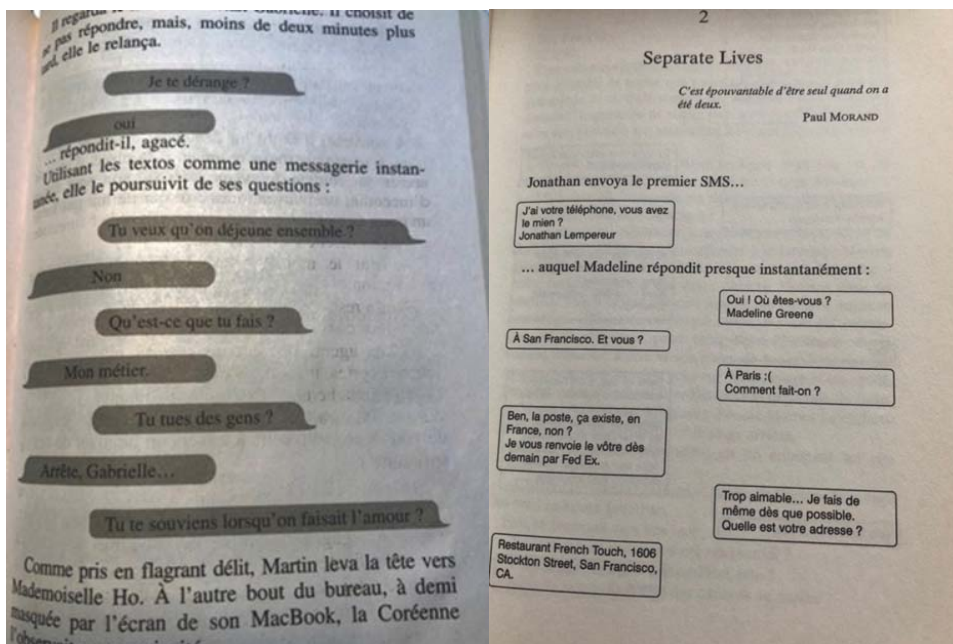 Il regarda
ne pas répondre, mais, moins de deux minutes plus
tard, elle le relança.
Je te dérange ?
oui
... répondit-il, agacé.
Utilisant les textos comme une messagerie instan-
tanée, elle le poursuivit de ses questions :
Tu veux qu'on déjeune ensemble ?
Non
Qu'est-ce que tu fais ?
Mon métier.
Tu tues des gens ?
Arrête, Gabrielle…
Tu te souviens lorsqu'on faisait l'amour ?
Comme pris en flagrant délit, Martin leva la tête vers
Mademoiselle Ho. À l'autre bout du bureau, à demi
masquée par l'écran de son MacBook, la Coréenne
2
Separate Lives
C'est épouvantable d'être seul quand on a
été deux.
Paul MORAND
Jonathan envoya le premier SMS…
J'ai votre téléphone, vous avez
le mien ?
Jonathan Lempereur
… auquel Madeline répondit presque instantanément :
Oui ! Où êtes-vous ?
Madeline Greene
À San Francisco. Et vous ?
À Paris :(
Comment fait-on ?
Ben, la poste, ça existe, en
France, non ?
Je vous renvoie le vôtre dès
demain par Fed Ex.
Trop aimable… Je fais de
même dès que possible.
Quelle est votre adresse ?
Restaurant French Touch, 1606
Stockton Street, San Francisco,
CA.